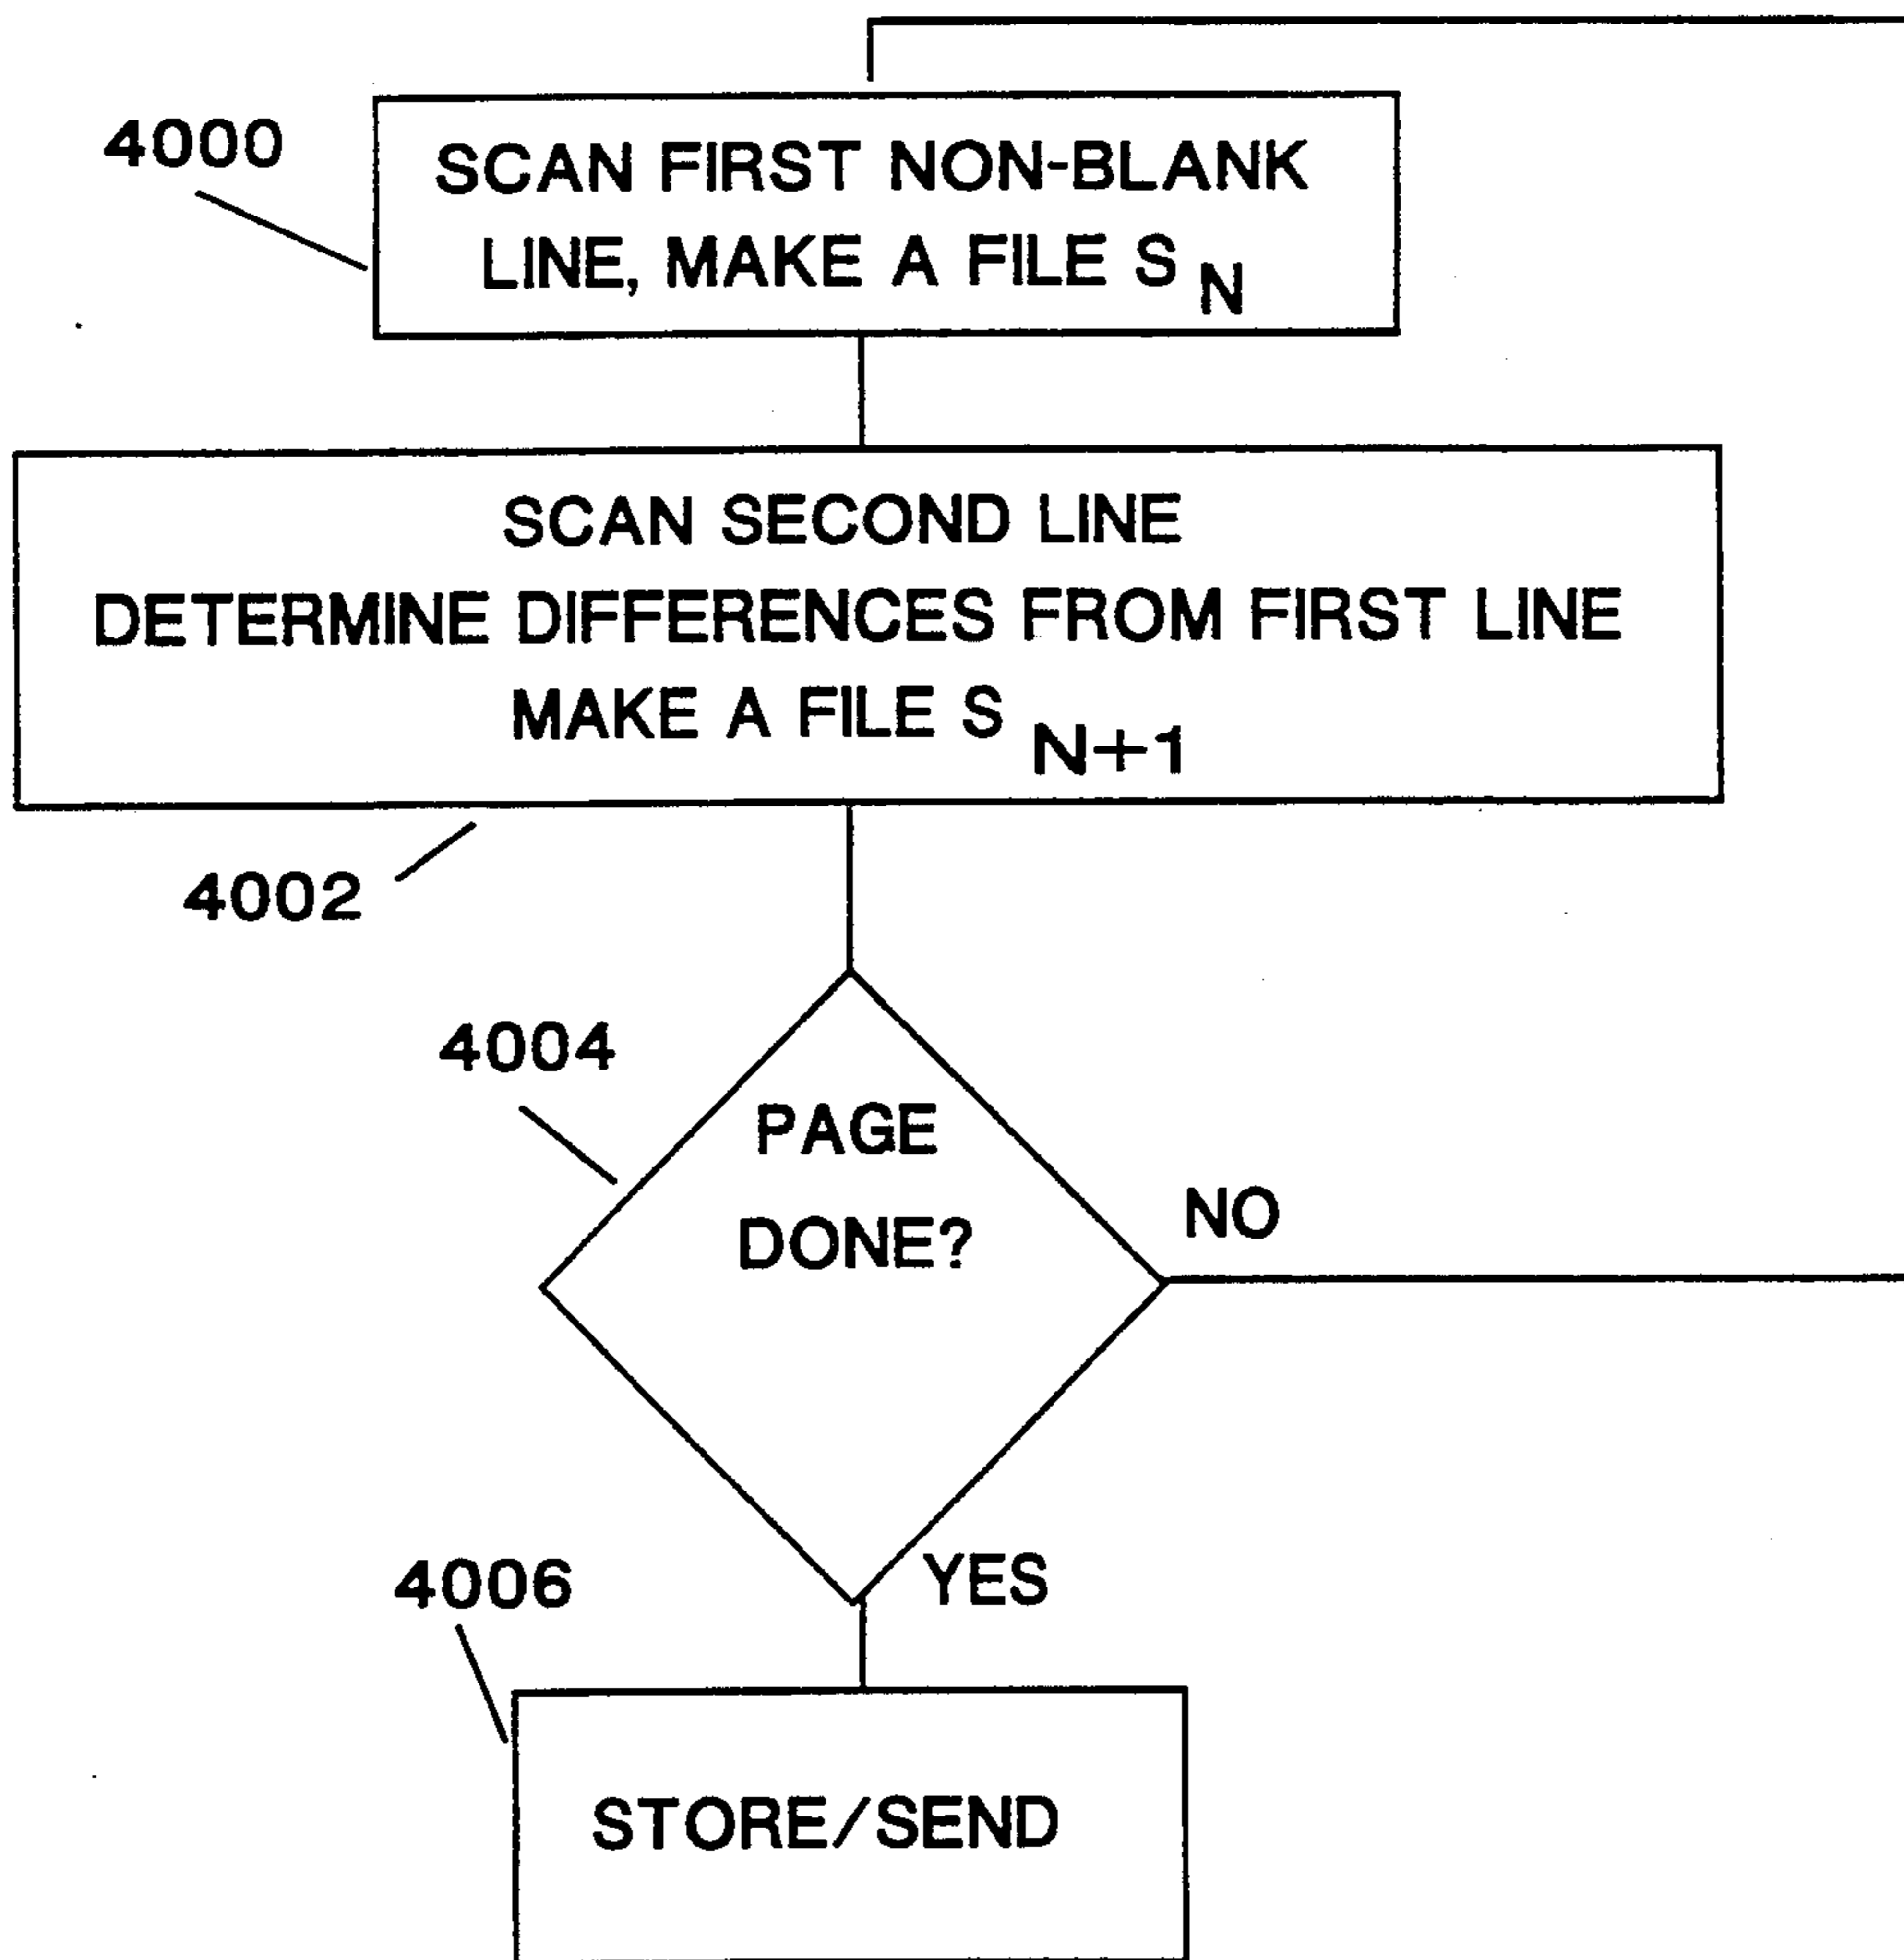 4000
SCAN FIRST NON-BLANK
LINE, MAKE A FILE S N
SCAN SECOND LINE
DETERMINE DIFFERENCES FROM FIRST LINE
MAKE A FILE S N+1
4002
4004
PAGE
DONE?
NO
YES
4006
STORE/SEND